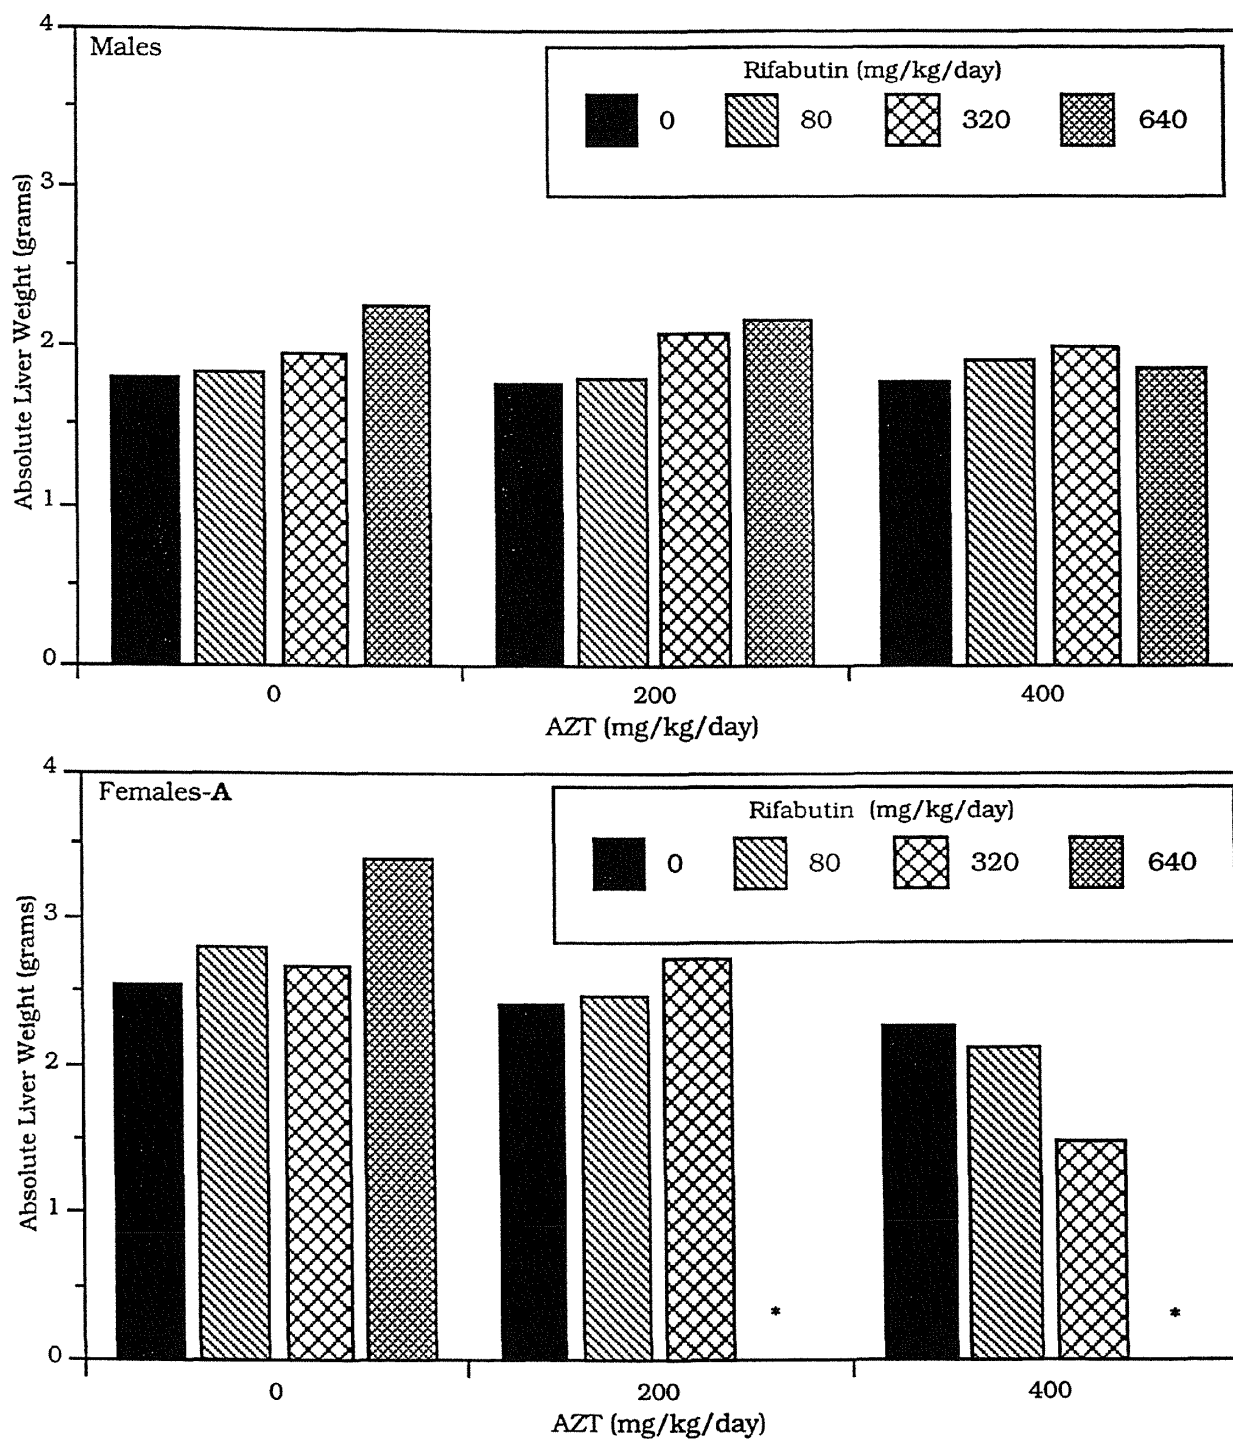 Males
Rifabutin (mg/kg/day)
0 80 320 640
Absolute Liver Weight (grams)
4
3
2
1
0
0 200 400
AZT (mg/kg/day)
Females-A
Rifabutin (mg/kg/day)
0 80 320 640
Absolute Liver Weight (grams)
4
3
2
1
0
* *
0 200 400
AZT (mg/kg/day)